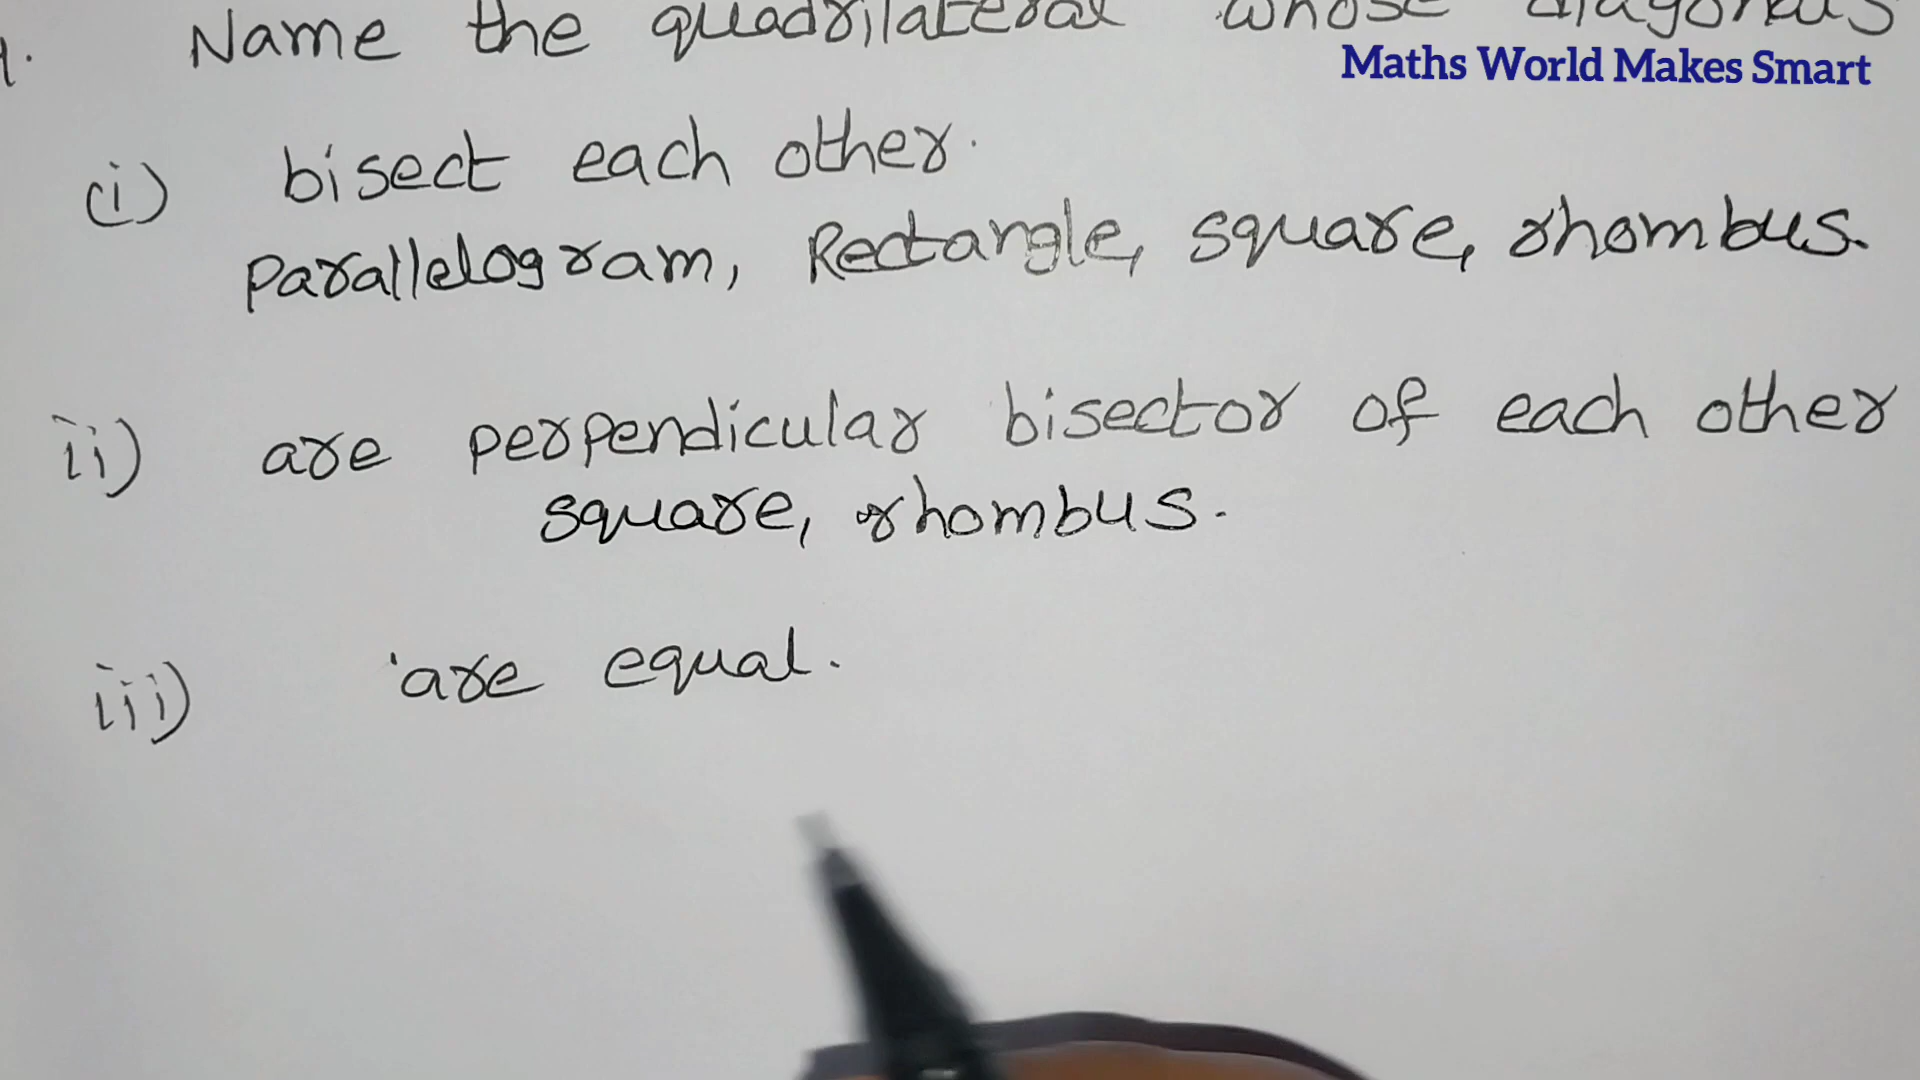 Name the quadrilateral whose diagonals
Maths World Makes Smart
(i) bisect each other.
parallelogram, Rectangle, square, rhombus.
ii) are perpendicular bisector of each other
square, rhombus.
iii) are equal.